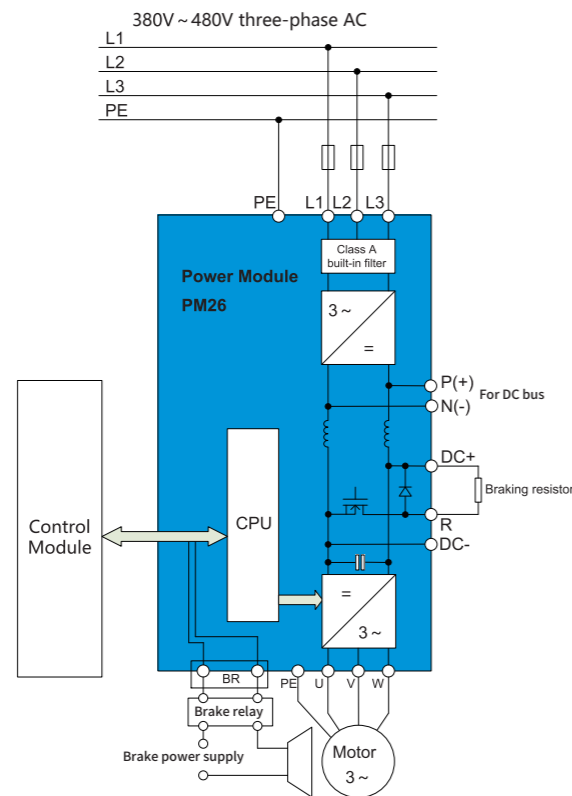 380V~480V three-phase AC
L1
L2
L3
PE
PE L1 L2 L3
Class A
built-in filter
Power Module
PM26
3~
=
P(+)
For DC bus
N(-)
DC+
Braking resistor
R
DC-
Control
Module
CPU
=
3~
BR PE U V W
Brake relay
Brake power supply
Motor
3~